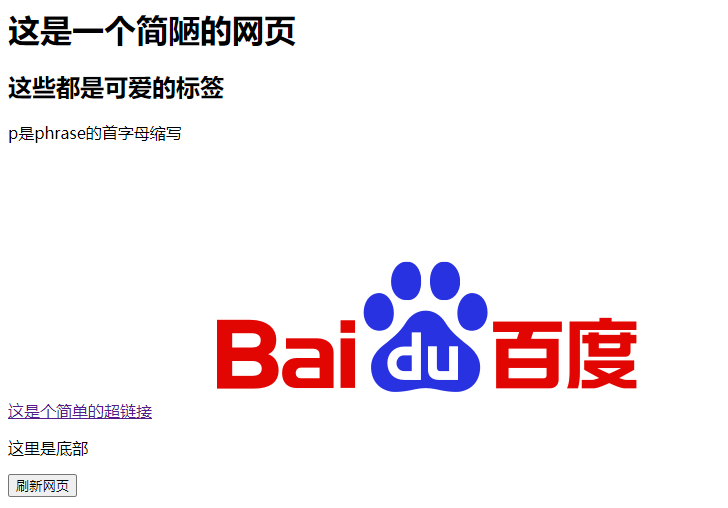 这是一个简陋的网页
这些都是可爱的标签
p是phrase的首字母缩写
Bai du 百度
这是个简单的超链接
这里是底部
刷新网页